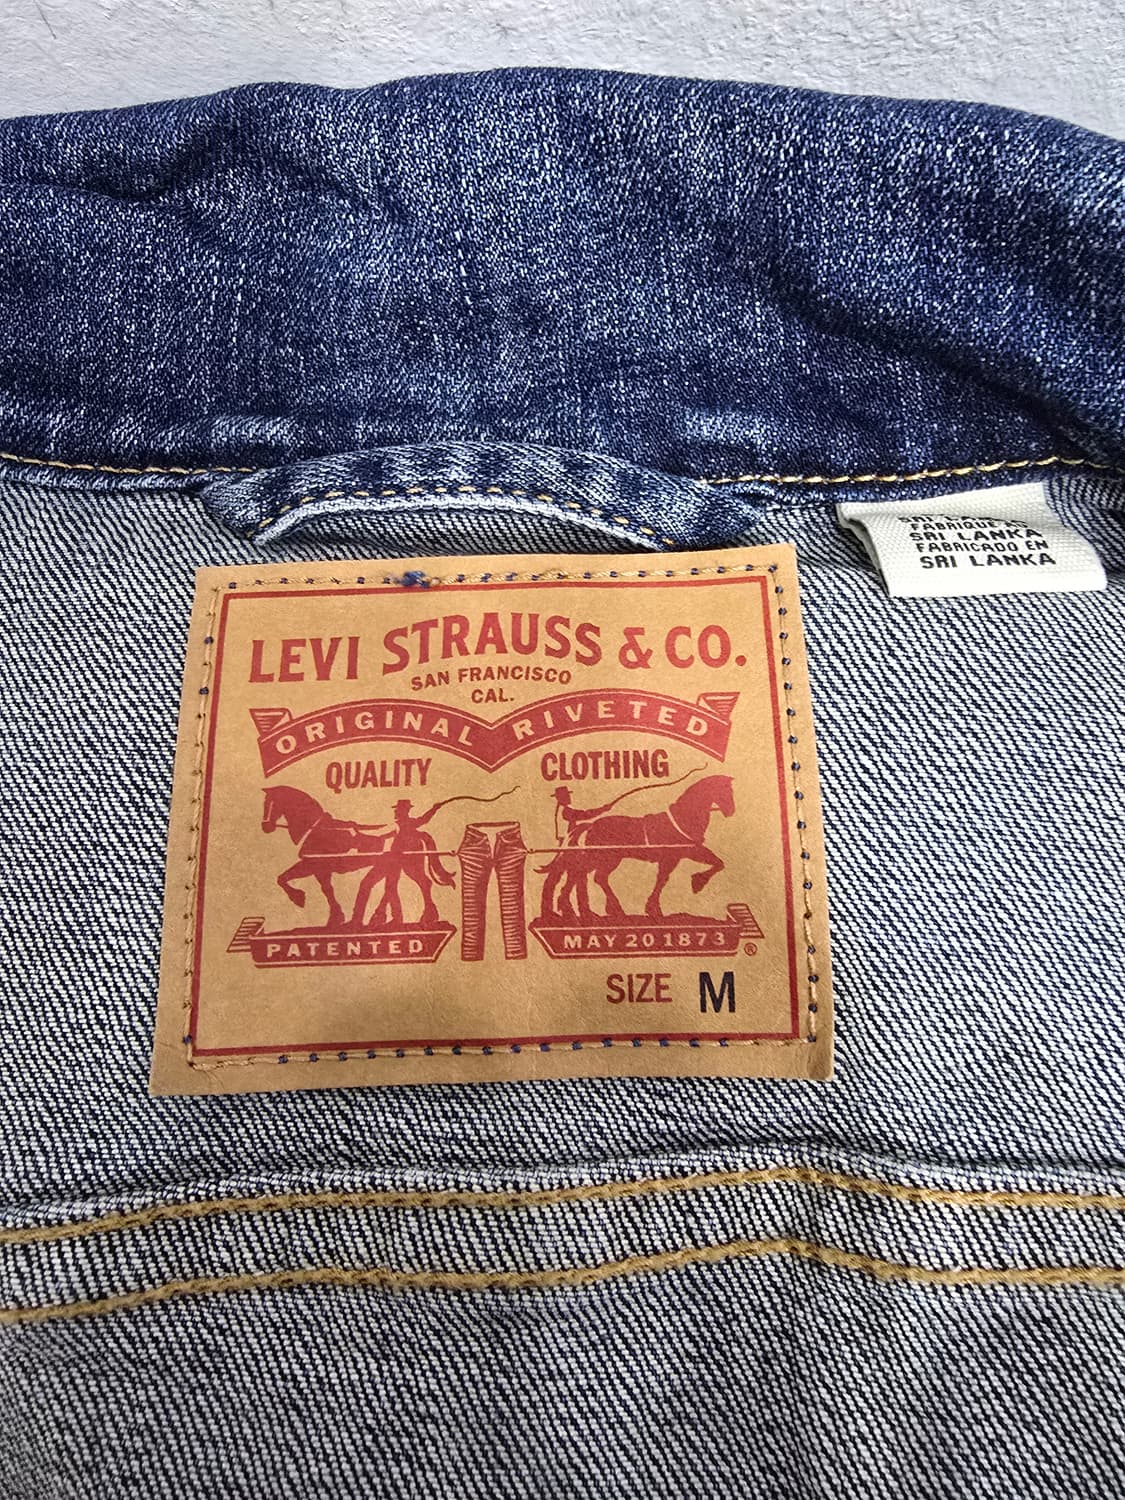 LEVI STRAUSS & CO.
SAN FRANCISCO
CAL.
ORIGINAL RIVETED
QUALITY CLOTHING
PATENTED MAY 20 1873 ®
SIZE M
FABRIQUÉ AU
SRI LANKA
FABRICADO EN
SRI LANKA